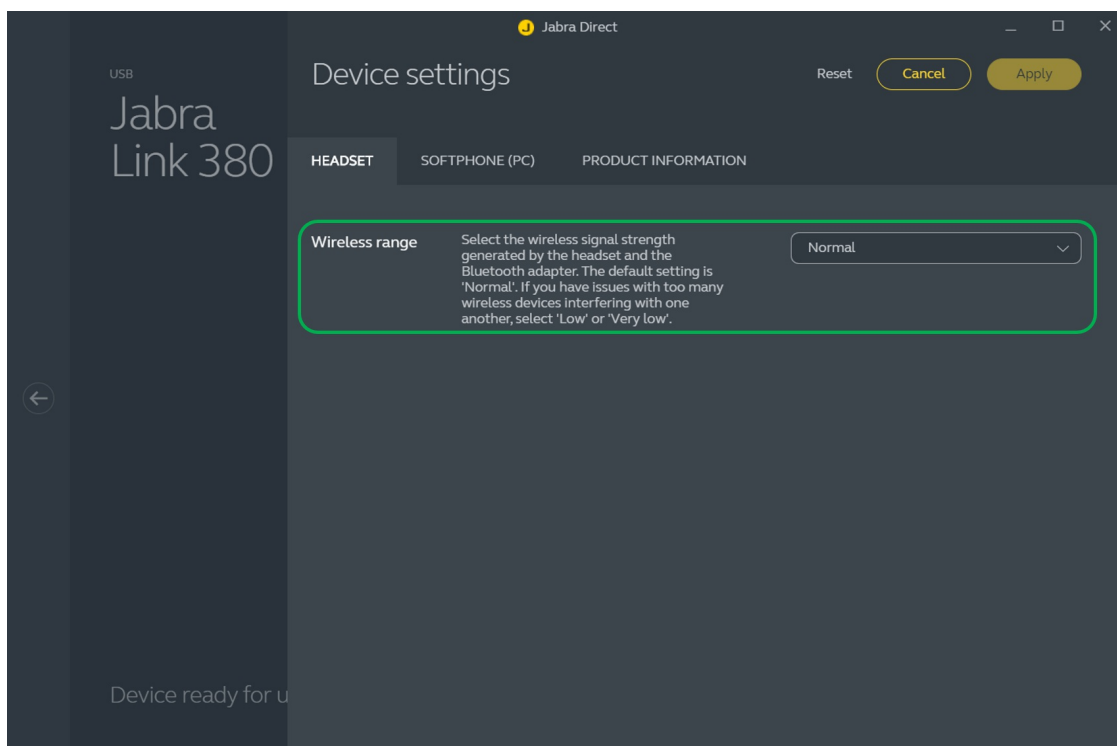 Jabra Direct
USB
Jabra
Link 380
Device settings
Reset
Cancel
Apply
HEADSET
SOFTPHONE (PC)
PRODUCT INFORMATION
Wireless range
Select the wireless signal strength
generated by the headset and the
Bluetooth adapter. The default setting is
'Normal'. If you have issues with too many
wireless devices interfering with one
another, select 'Low' or 'Very low'.
Normal
Device ready for u